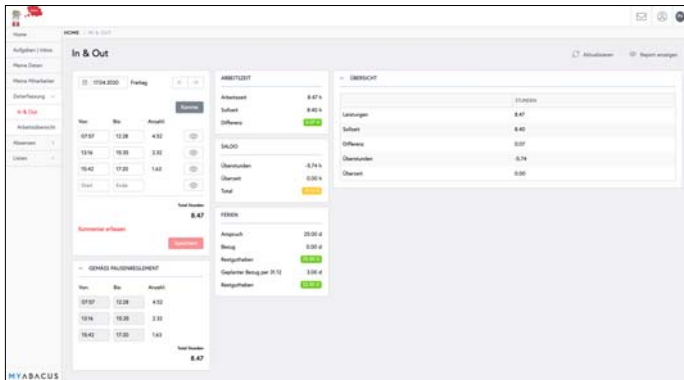 HOME / IN & OUT
Home
Aufgaben | Inbox
Meine Daten
Meine Mitarbeiter
Zeiterfassung
In & Out
Arbeitsübersicht
Absenzen
Listen
MYABACUS
In & Out
Aktualisieren
Report anzeigen
17.04.2020 Freitag
Von Bis Anzahl
07:57 12:28 4.52
13:16 15:35 2.32
15:42 17:20 1.63
Start Ende
Total Stunden
8.47
Kommentar erfassen
Speichern
GEMÄSS PAUSENREGLEMENT
Von Bis Anzahl
07:57 12:28 4.52
13:16 15:35 2.32
15:42 17:20 1.63
Total Stunden
8.47
ARBEITSZEIT
Arbeitszeit 8.47 h
Sollzeit 8.40 h
Differenz
SALDO
Überstunden -0.74 h
Überzeit 0.00 h
Total
FERIEN
Anspruch 25.00 d
Bezug 0.00 d
Restguthaben
Geplanter Bezug per 31.12 3.00 d
Restguthaben
ÜBERSICHT
STUNDEN
Leistungen 8.47
Sollzeit 8.40
Differenz 0.07
Überstunden -0.74
Überzeit 0.00